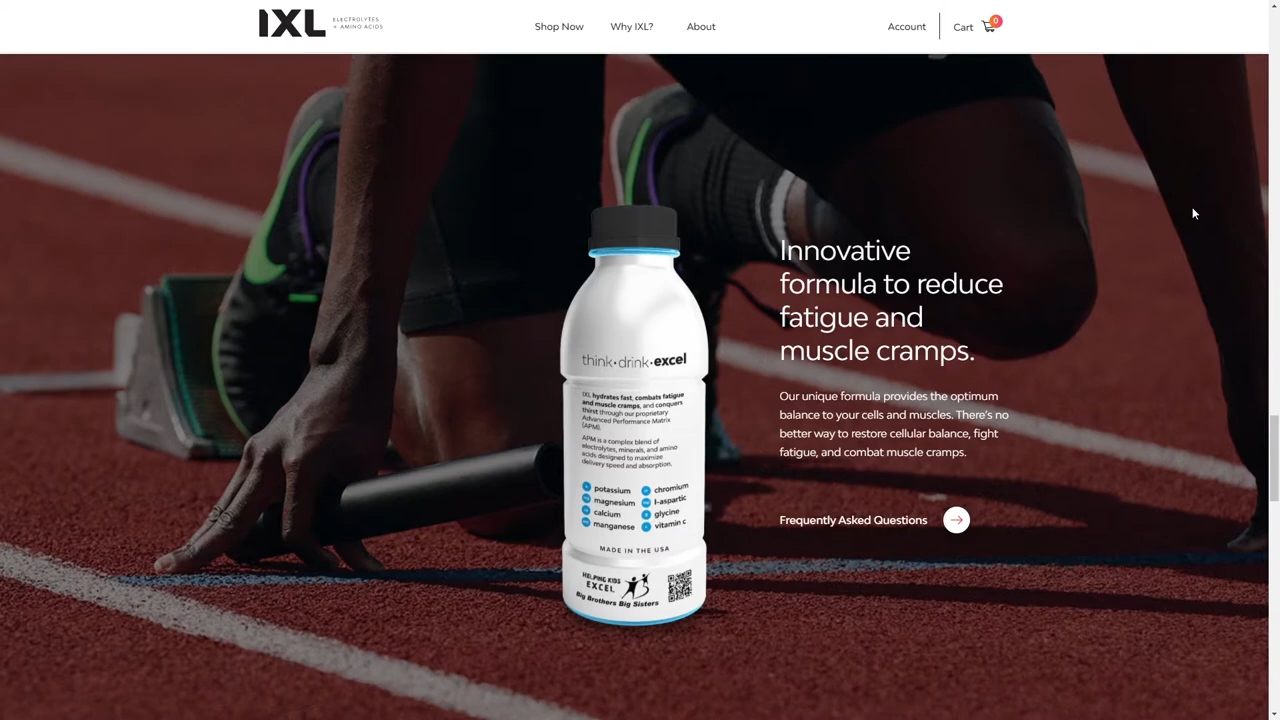 IXL
ELECTROLYTES
+ AMINO ACIDS
Shop Now
Why IXL?
About
Account
Cart
0
think·drink·excel
IXL hydrates fast, combats fatigue
and muscle cramps, and conquers
thirst through our proprietary
Advanced Performance Matrix
(APM).
APM is a complex blend of
electrolytes, minerals, and amino
acids designed to maximize
delivery speed and absorption.
potassium
chromium
magnesium
l-aspartic
calcium
glycine
manganese
vitamin c
MADE IN THE USA
HELPING KIDS
EXCEL
Big Brothers Big Sisters
Innovative
formula to reduce
fatigue and
muscle cramps.
Our unique formula provides the optimum
balance to your cells and muscles. There's no
better way to restore cellular balance, fight
fatigue, and combat muscle cramps.
Frequently Asked Questions